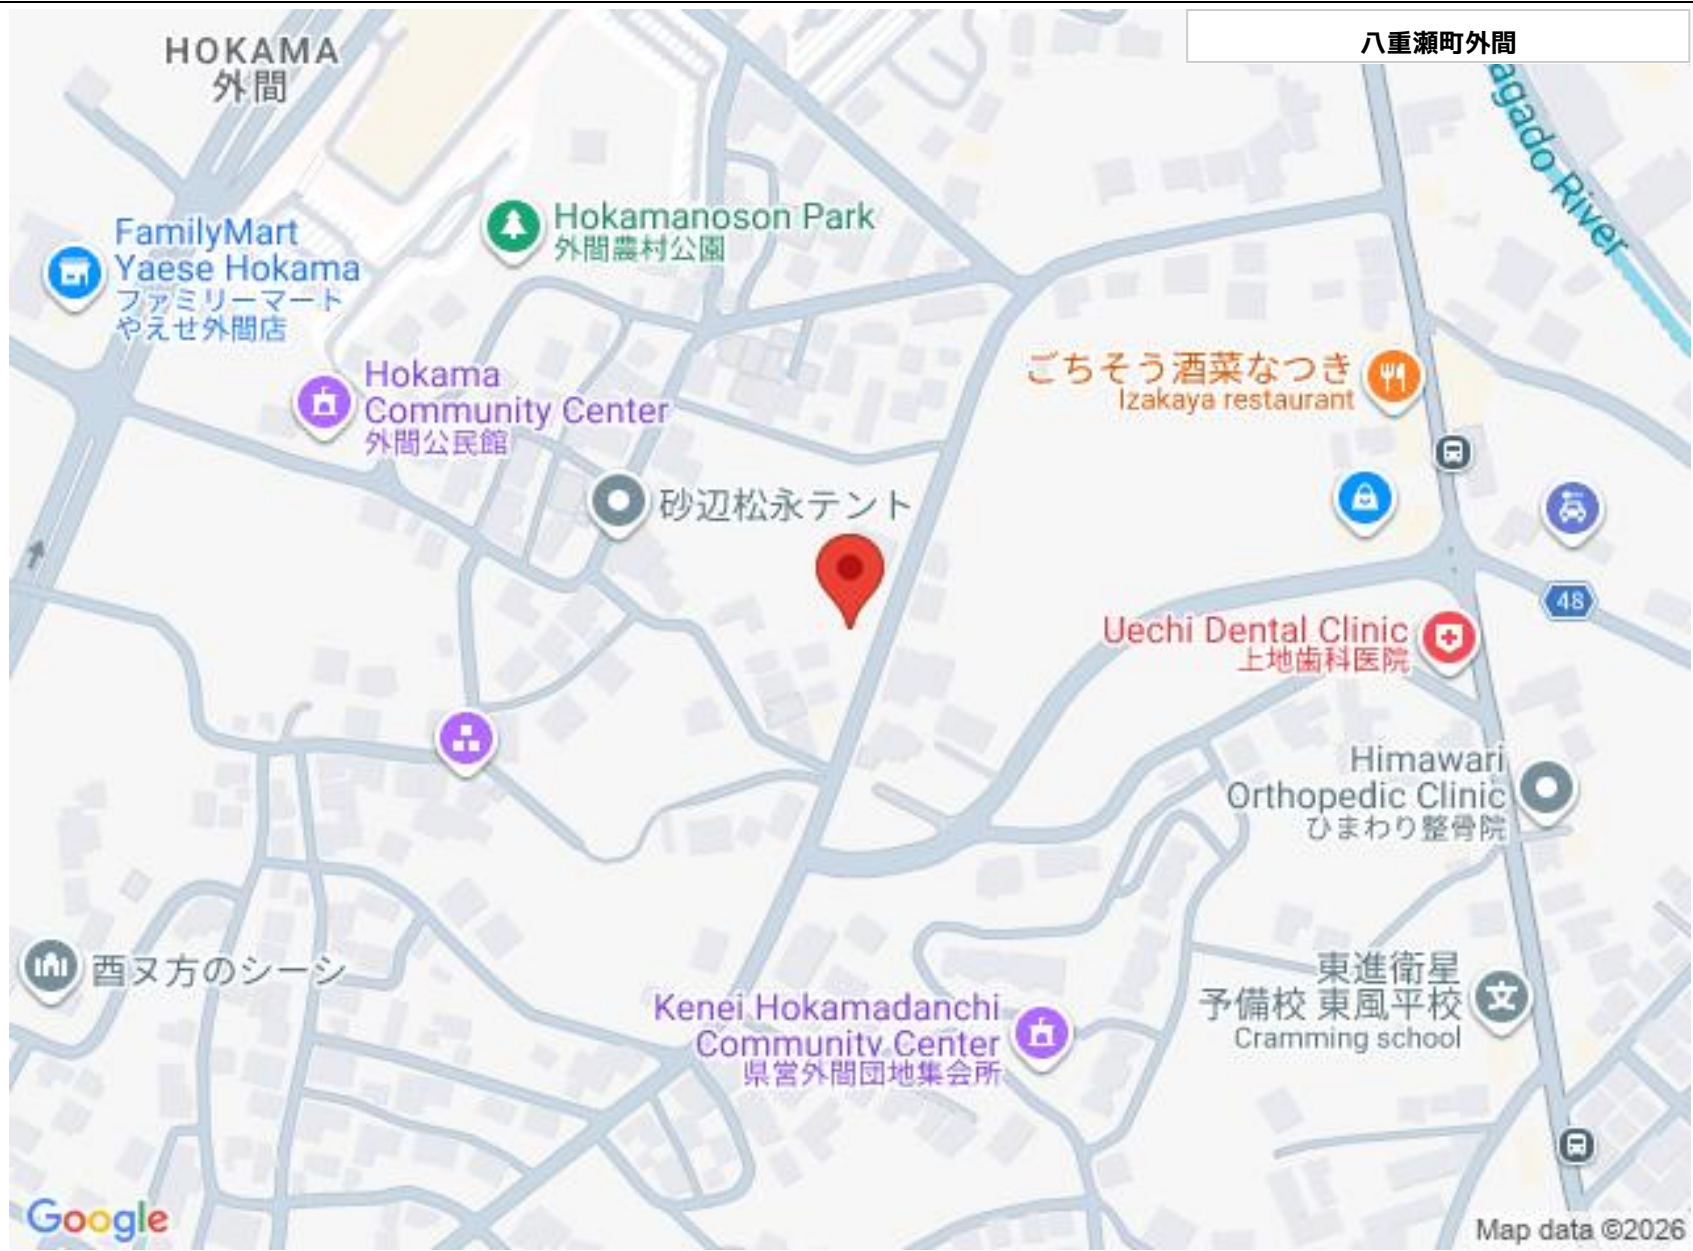 八重瀬町外間
HOKAMA
外間
agado River
Hokamanoson Park
外間農村公園
FamilyMart
Yaese Hokama
ファミリーマート
やえせ外間店
Hokama
Community Center
外間公民館
ごちそう酒菜なつき
Izakaya restaurant
砂辺松永テント
48
Uechi Dental Clinic
上地歯科医院
Himawari
Orthopedic Clinic
ひまわり整骨院
酉ヌ方のシーシ
東進衛星
予備校 東風平校
Cramming school
Kenei Hokamadanchi
Community Center
県営外間団地集会所
Google
Map data ©2026